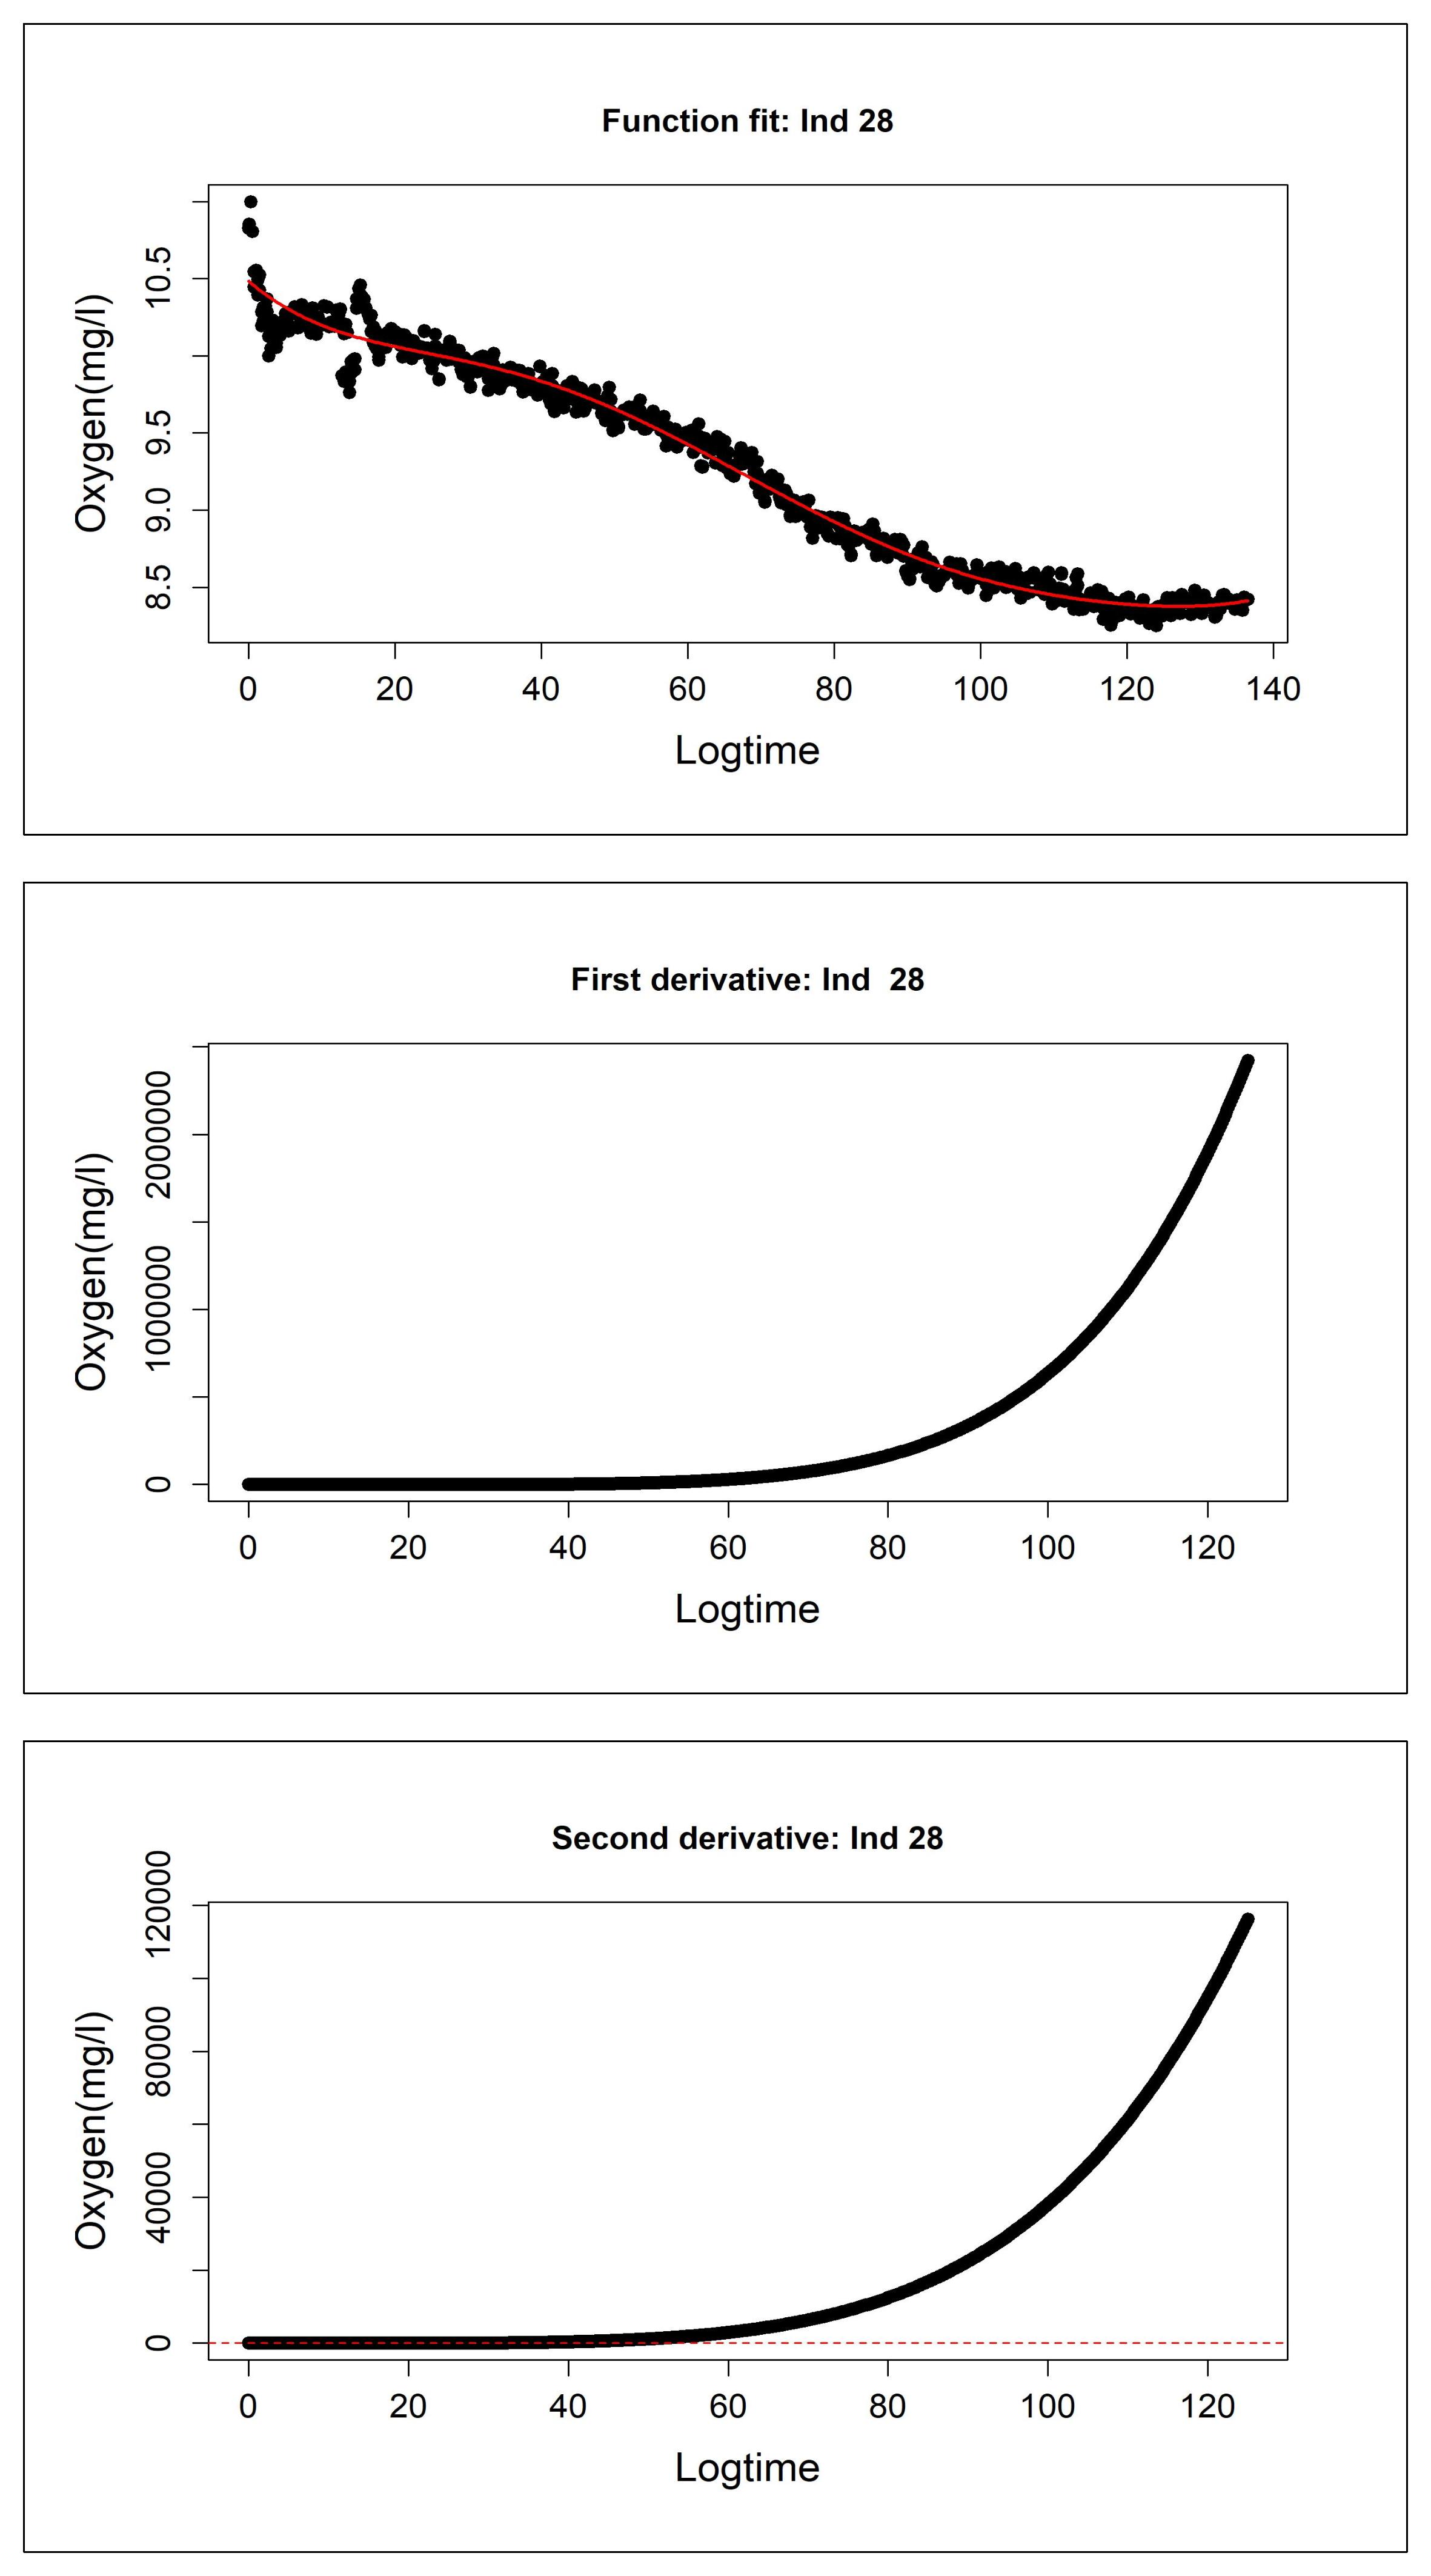 Function fit: Ind 28
Oxygen(mg/l)
10.5
9.5
9.0
8.5
0 20 40 60 80 100 120 140
Logtime
First derivative: Ind  28
Oxygen(mg/l)
2000000
1000000
0
0 20 40 60 80 100 120
Logtime
Second derivative: Ind 28
Oxygen(mg/l)
120000
80000
40000
0
0 20 40 60 80 100 120
Logtime